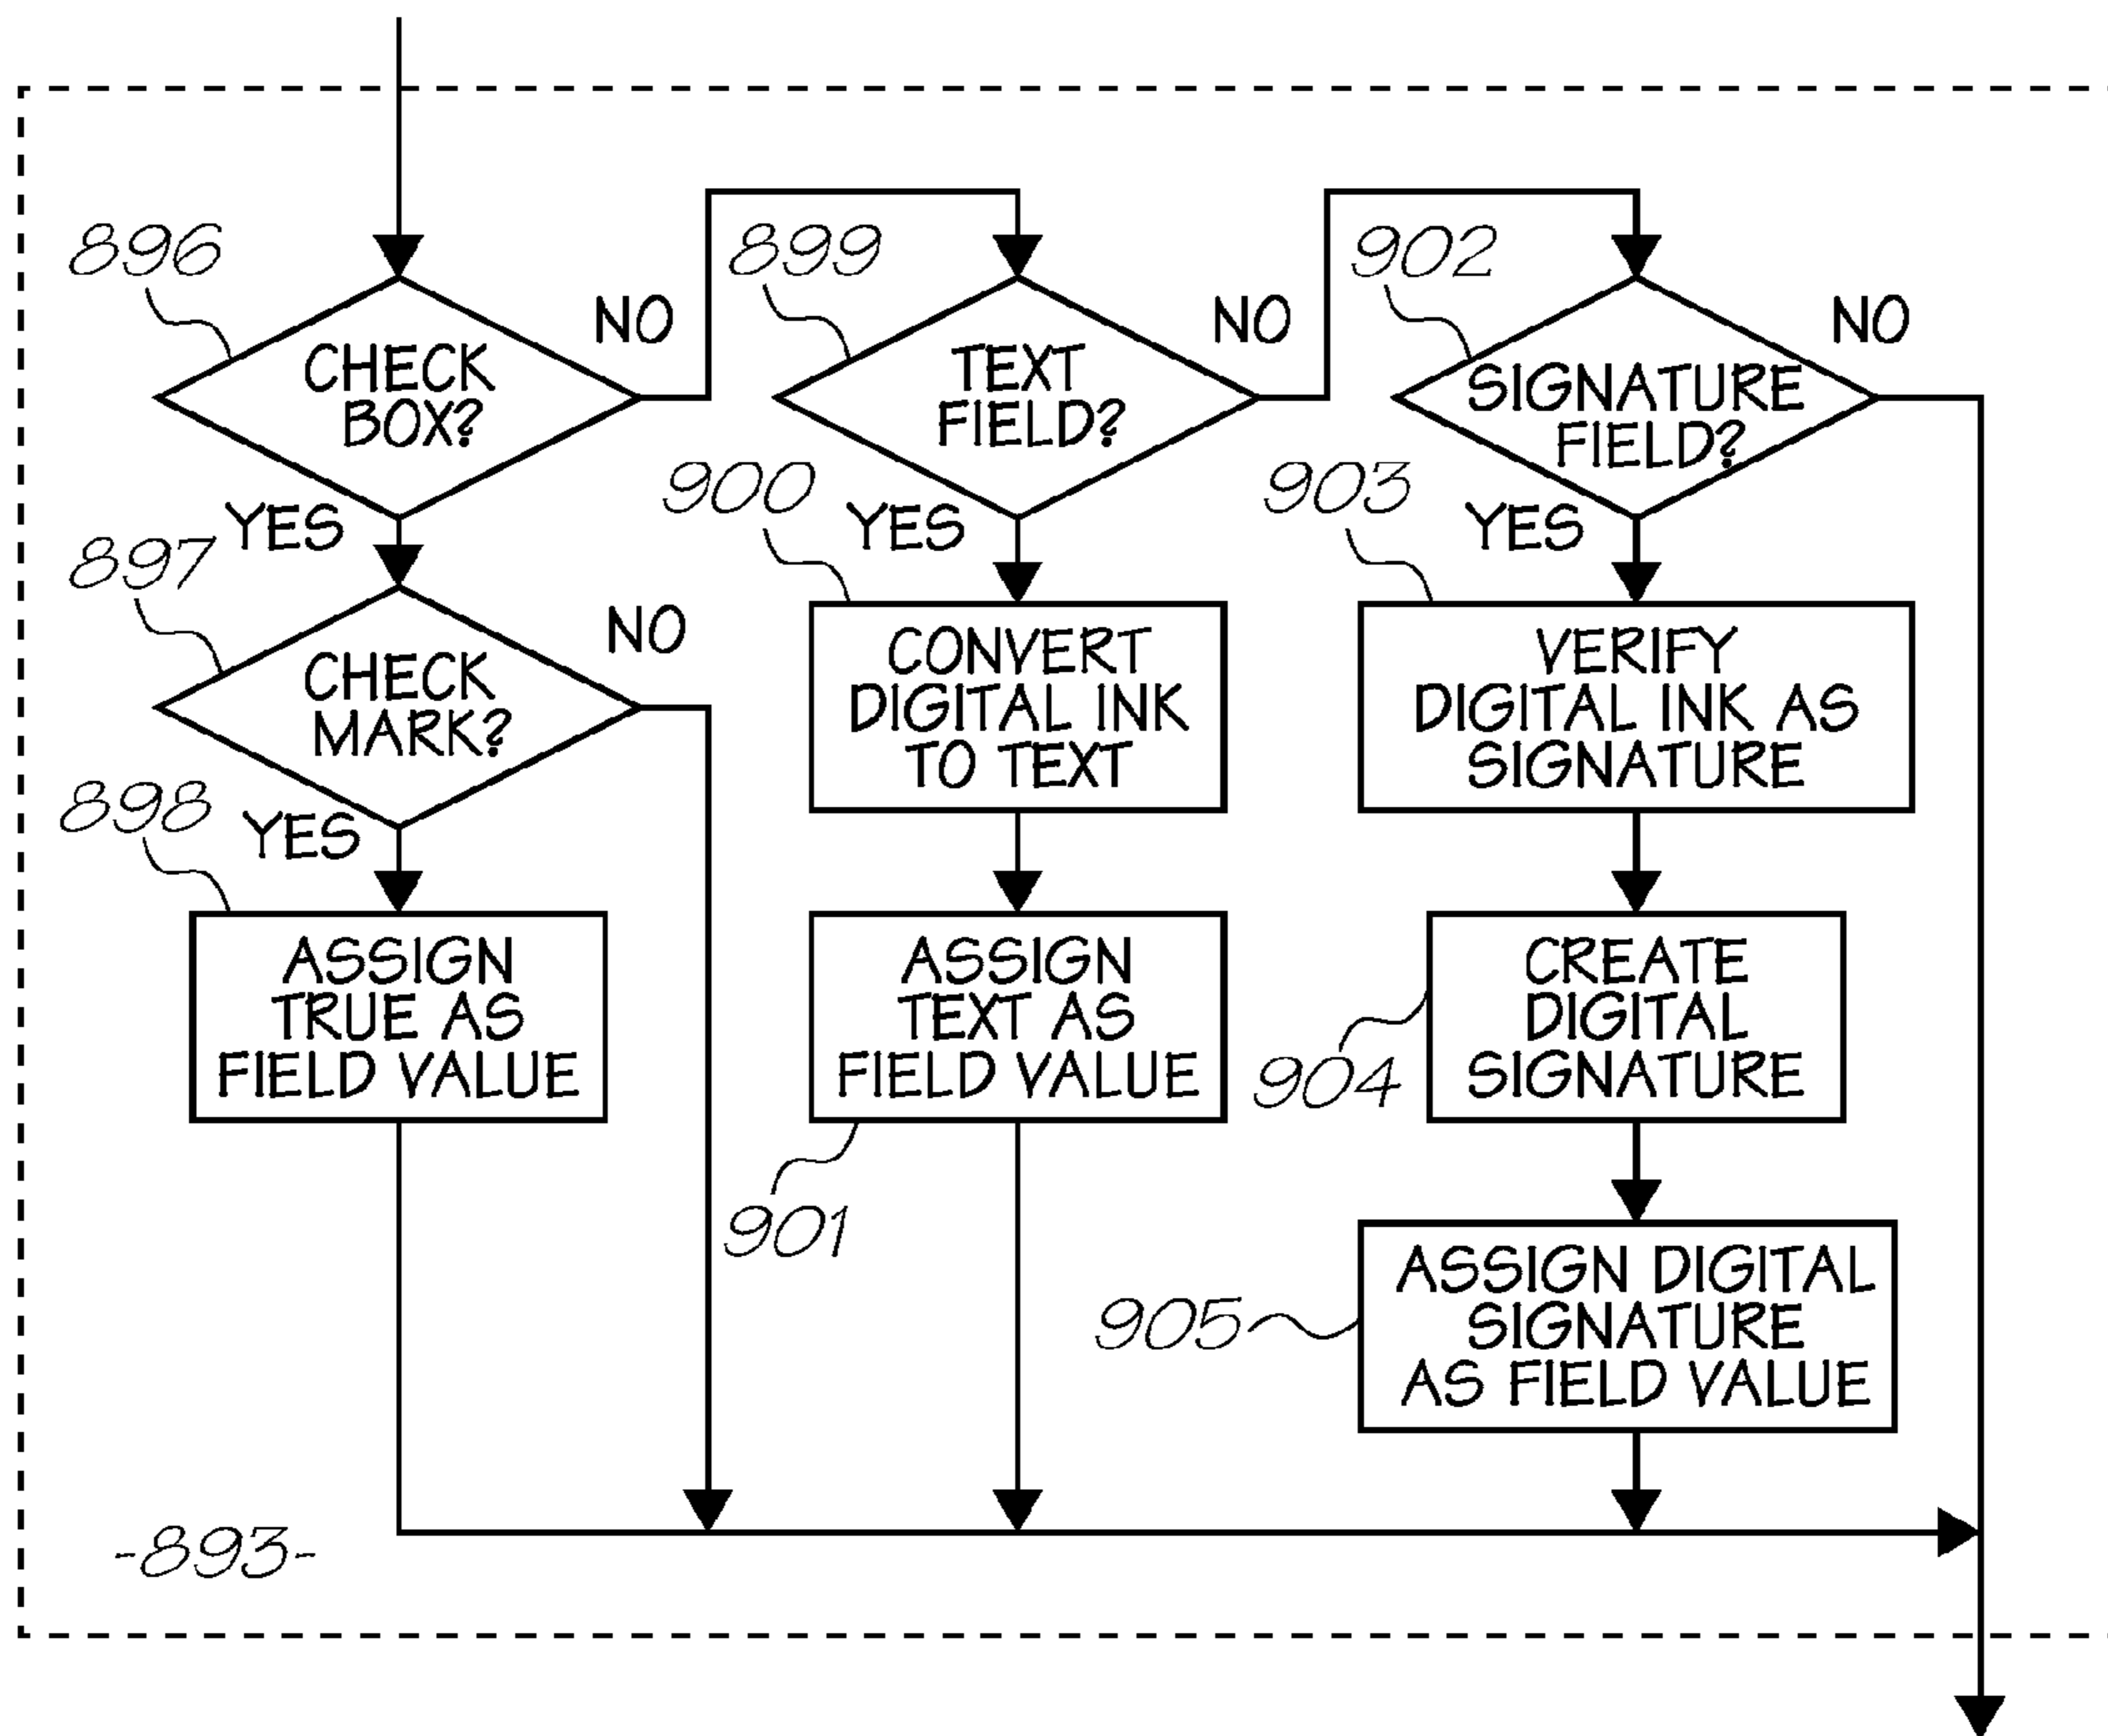 896
CHECK
BOX?
NO
YES
897
CHECK
MARK?
NO
YES
898
ASSIGN
TRUE AS
FIELD VALUE
899
TEXT
FIELD?
NO
YES
900
CONVERT
DIGITAL INK
TO TEXT
ASSIGN
TEXT AS
FIELD VALUE
901
902
SIGNATURE
FIELD?
NO
YES
903
VERIFY
DIGITAL INK AS
SIGNATURE
CREATE
DIGITAL
SIGNATURE
904
ASSIGN DIGITAL
SIGNATURE
AS FIELD VALUE
905
-893-